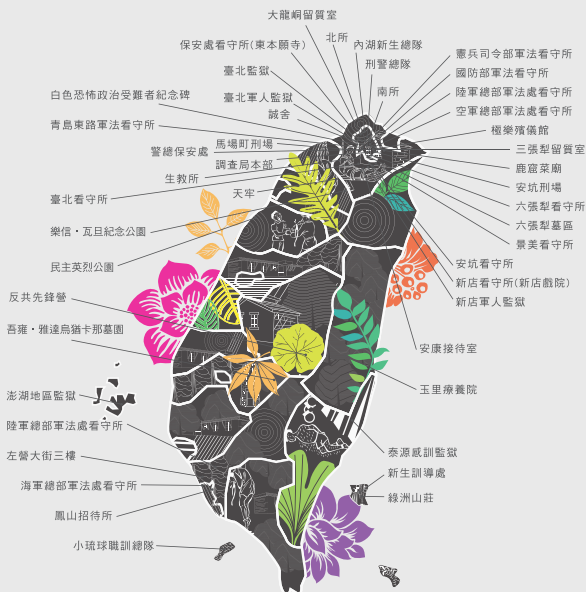 大龍峒留質室
北所
保安處看守所(東本願寺)
內湖新生總隊
刑警總隊
憲兵司令部軍法看守所
臺北監獄
國防部軍法看守所
白色恐怖政治受難者紀念碑
臺北軍人監獄
南所
陸軍總部軍法處看守所
誠舍
空軍總部軍法處看守所
青島東路軍法看守所
極樂殯儀館
馬場町刑場
警總保安處
三張犁留質室
調查局本部
鹿窟菜廟
生教所
安坑刑場
天牢
臺北看守所
六張犁看守所
六張犁墓區
樂信・瓦旦紀念公園
景美看守所
民主英烈公園
安坑看守所
新店看守所(新店戲院)
反共先鋒營
新店軍人監獄
吾雍・雅達烏猶卡那墓園
安康接待室
澎湖地區監獄
玉里療養院
陸軍總部軍法處看守所
左營大街三樓
泰源感訓監獄
新生訓導處
海軍總部軍法處看守所
綠洲山莊
鳳山招待所
小琉球職訓總隊